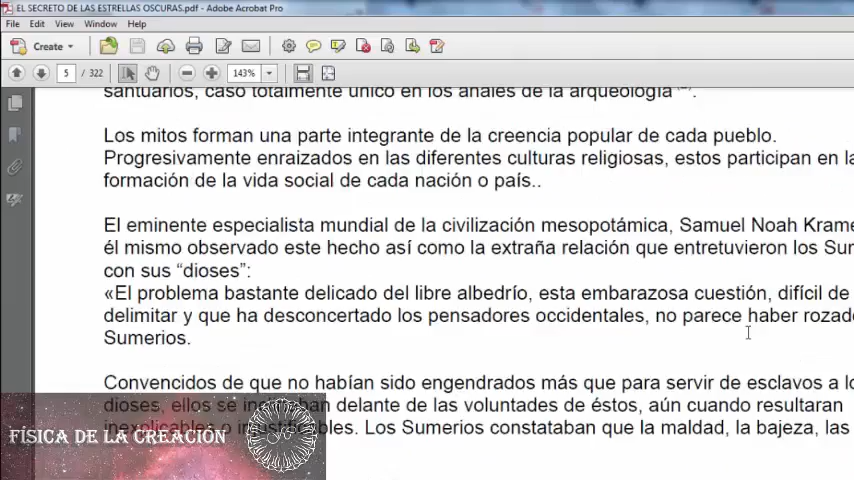 EL SECRETO DE LAS ESTRELLAS OSCURAS.pdf - Adobe Acrobat Pro
File Edit View Window Help
Create
5 / 322 143%
santuarios, caso totalmente único en los anales de la arqueología
Los mitos forman una parte integrante de la creencia popular de cada pueblo.
Progresivamente enraizados en las diferentes culturas religiosas, estos participan en la
formación de la vida social de cada nación o país..
El eminente especialista mundial de la civilización mesopotámica, Samuel Noah Krame
él mismo observado este hecho así como la extraña relación que entretuvieron los Sum
con sus “dioses”:
«El problema bastante delicado del libre albedrío, esta embarazosa cuestión, difícil de
delimitar y que ha desconcertado los pensadores occidentales, no parece haber rozado
Sumerios.
Convencidos de que no habían sido engendrados más que para servir de esclavos a lo
dioses, ellos se inclinaban delante de las voluntades de éstos, aún cuando resultaran
inexplicables o injustificables. Los Sumerios constataban que la maldad, la bajeza, las
FÍSICA DE LA CREACIÓN